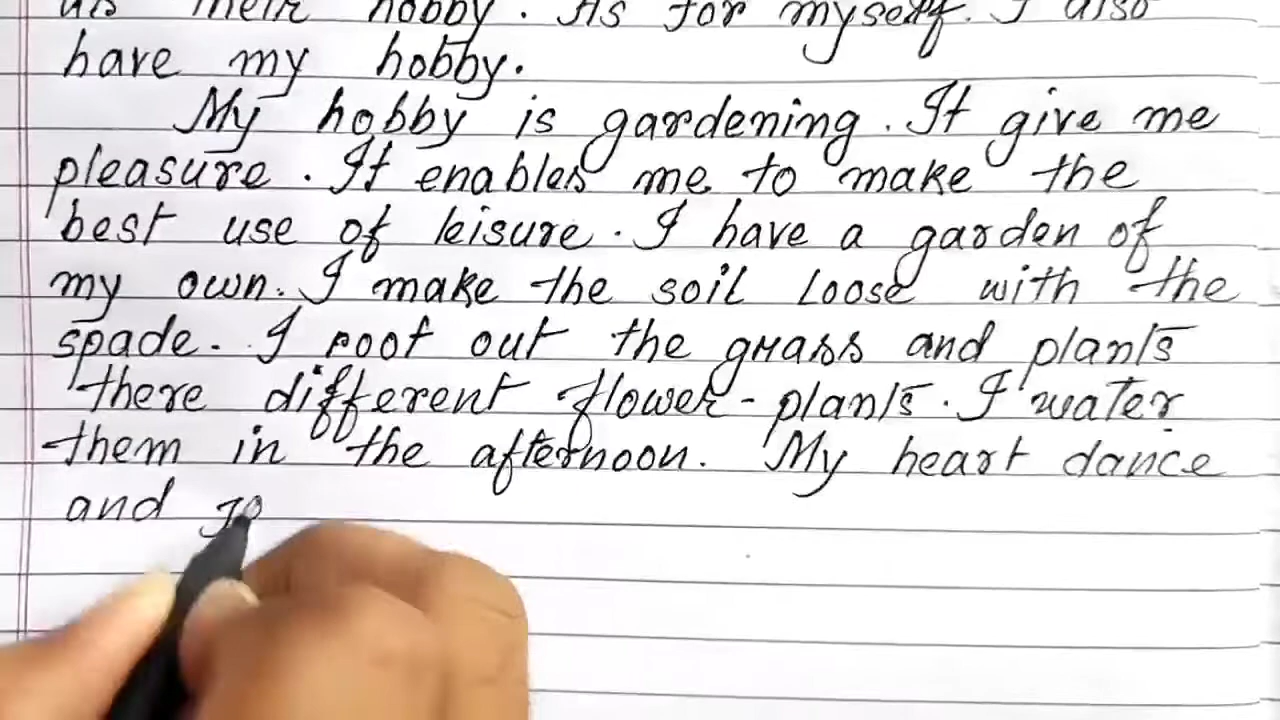 their hobby. As for myself. I also
have my hobby.
My hobby is gardening. It give me
pleasure. It enables me to make the
best use of leisure. I have a garden of
my own. I make the soil loose with the
spade. I root out the grass and plants
there different flower-plants. I water
them in the afternoon. My heart dance
and